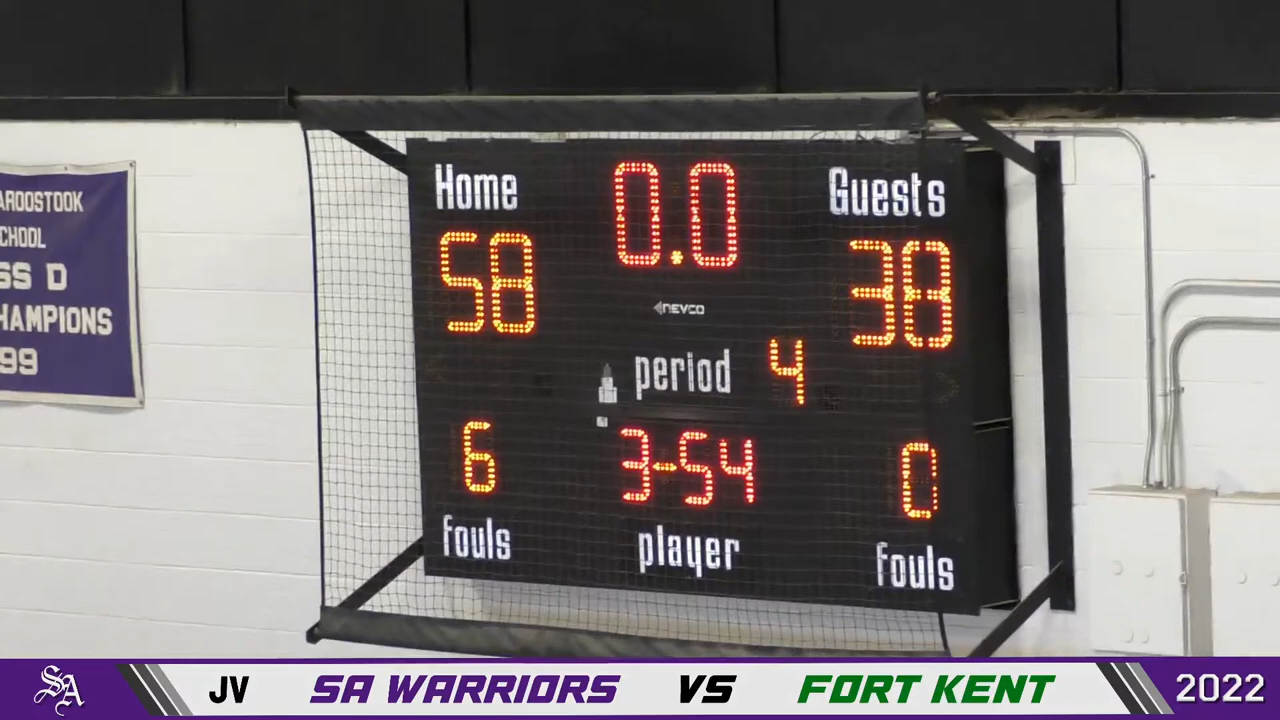 AROOSTOOK
CHOOL
SS D
HAMPIONS
99
Home
0.0
Guests
58
38
NEVCO
period 4
6
3-54
0
fouls
player
fouls
SA
JV SA WARRIORS VS FORT KENT 2022